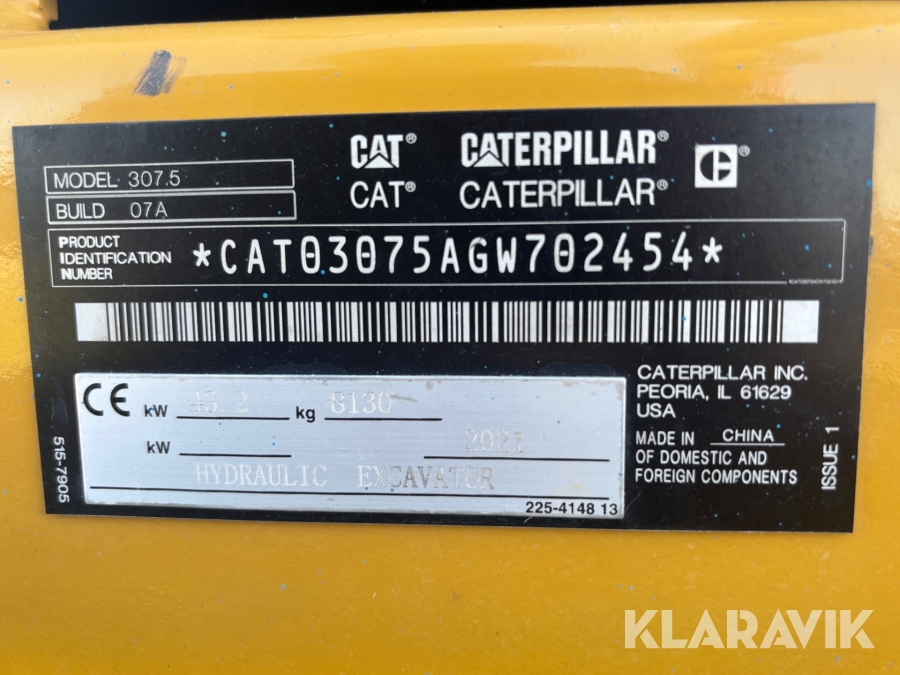 CAT® CATERPILLAR®
CAT® CATERPILLAR®
MODEL 307.5
BUILD 07A
PRODUCT
IDENTIFICATION
NUMBER
*CAT03075AGW702454*
CE kW 43.2 kg 8130
kW 2021
HYDRAULIC EXCAVATOR
225-4148 13
515-7905
CATERPILLAR INC.
PEORIA, IL 61629
USA
MADE IN CHINA
OF DOMESTIC AND
FOREIGN COMPONENTS
ISSUE 1
KLARAVIK